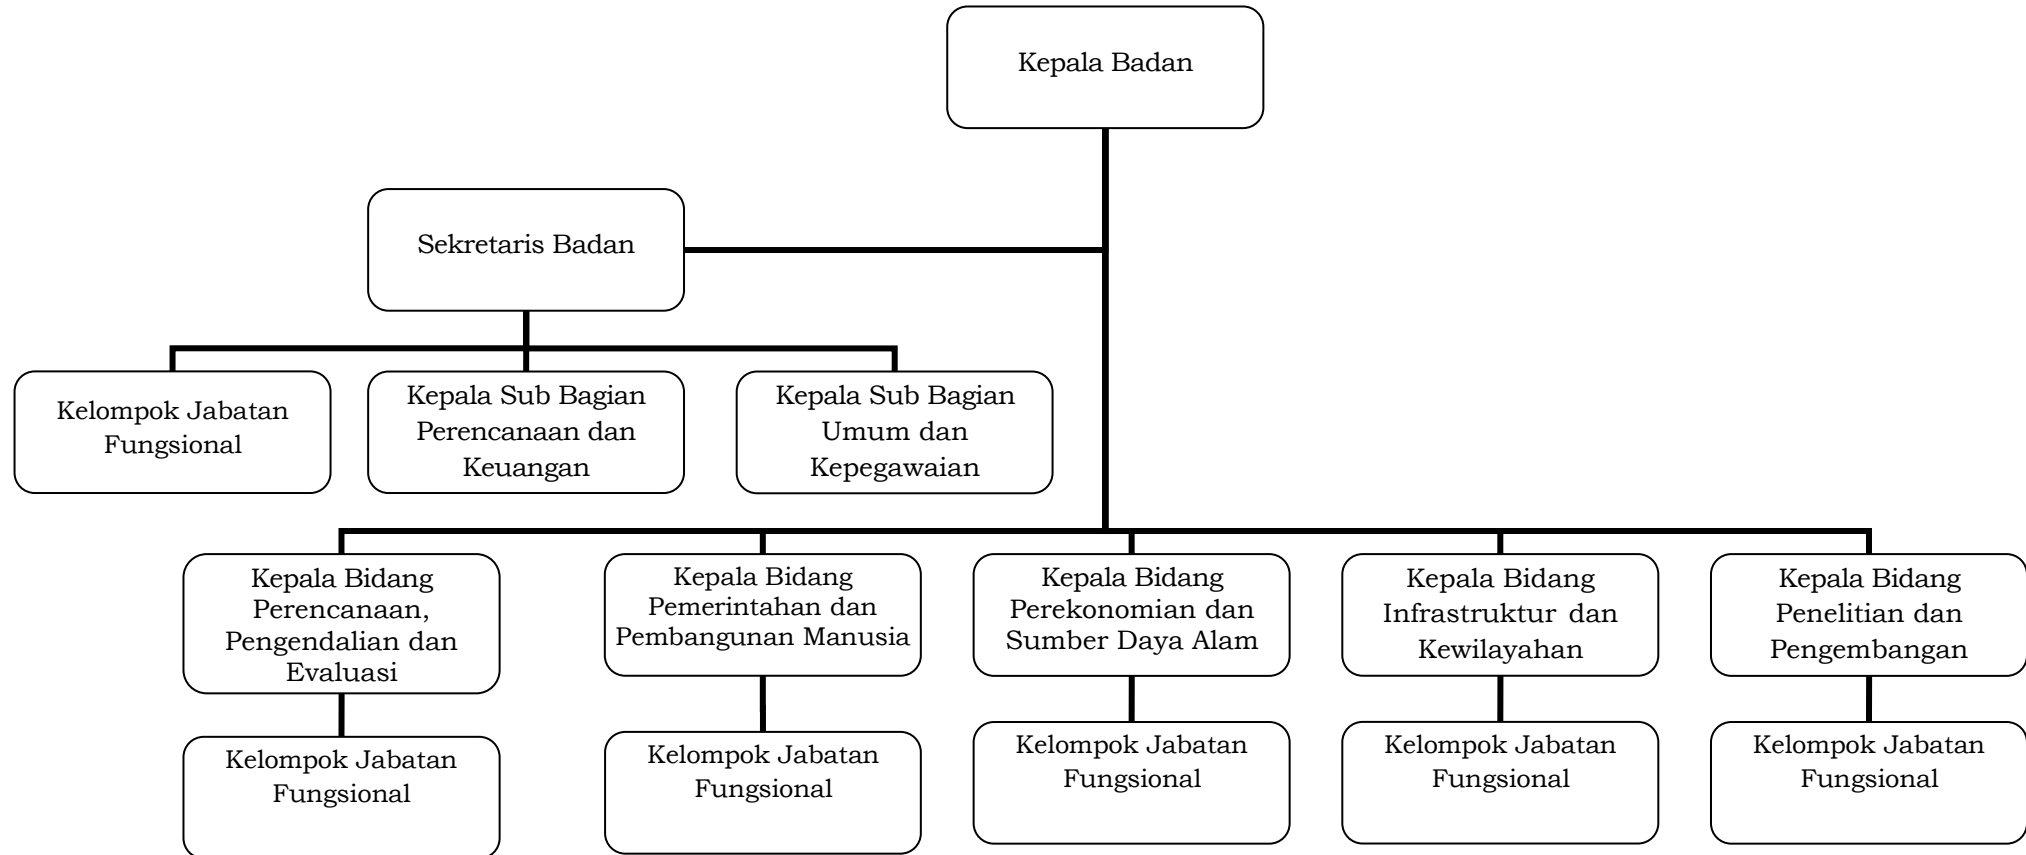 Kepala Badan
Sekretaris Badan
Kelompok Jabatan
Fungsional
Kepala Sub Bagian
Perencanaan dan
Keuangan
Kepala Sub Bagian
Umum dan
Kepegawaian
Kepala Bidang
Perencanaan,
Pengendalian dan
Evaluasi
Kepala Bidang
Pemerintahan dan
Pembangunan Manusia
Kepala Bidang
Perekonomian dan
Sumber Daya Alam
Kepala Bidang
Infrastruktur dan
Kewilayahan
Kepala Bidang
Penelitian dan
Pengembangan
Kelompok Jabatan
Fungsional
Kelompok Jabatan
Fungsional
Kelompok Jabatan
Fungsional
Kelompok Jabatan
Fungsional
Kelompok Jabatan
Fungsional